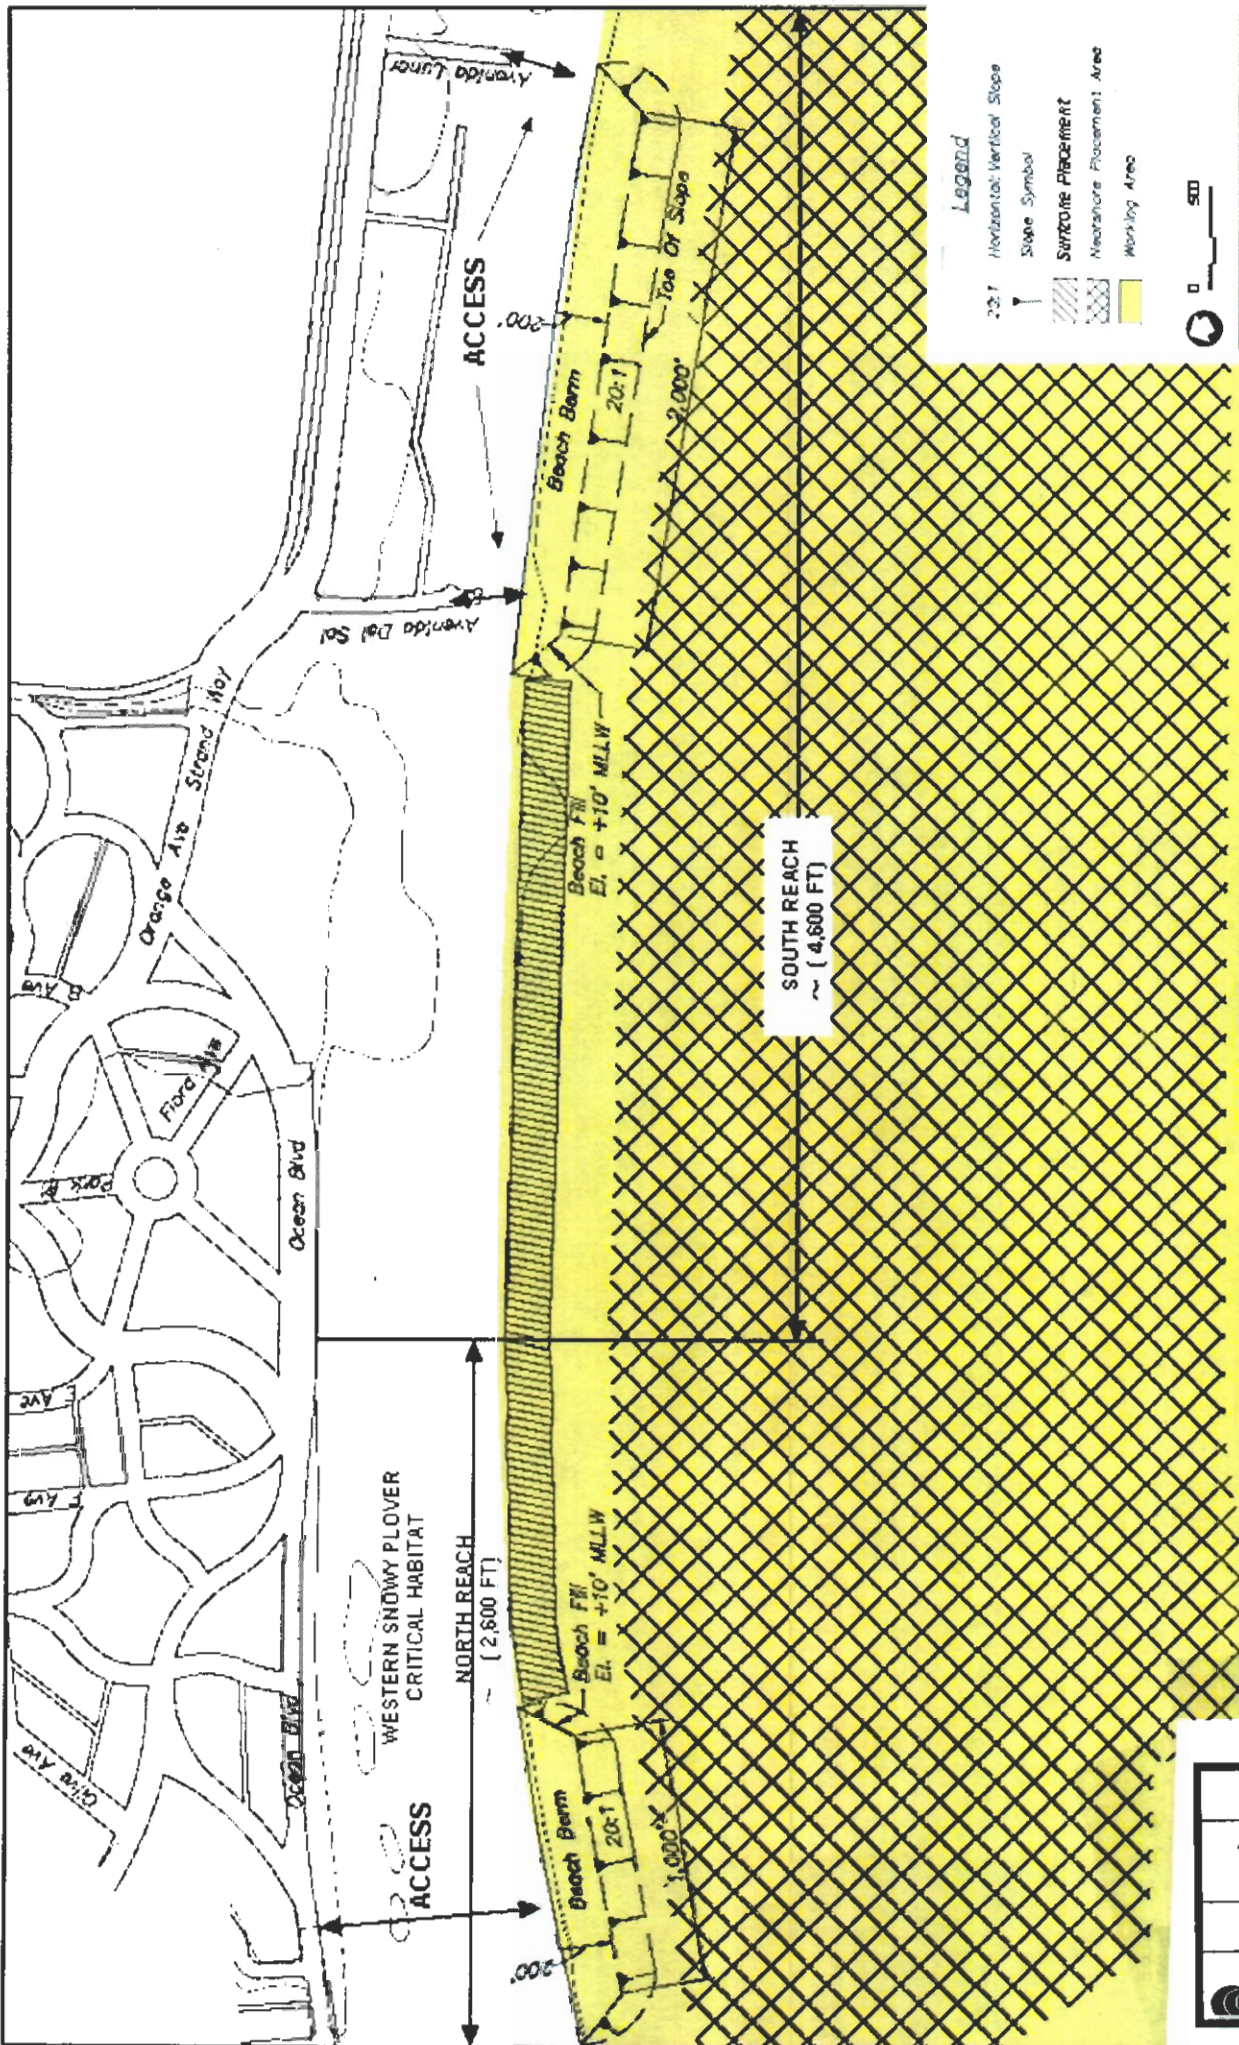 Avenida Lunar
ACCESS
Avenida Del
Sol
Strand Way
Orange Ave
B Ave
Flora Ave
Park
Ocean Blvd
Ave
F Ave
Olive Ave
Ocean Blvd
WESTERN SNOWY PLOVER
CRITICAL HABITAT
NORTH REACH
~ ( 2,600 FT)
ACCESS
SOUTH REACH
~ ( 4,600 FT)
200'
Beach Berm
20:1
Toe Of Slope
2,000'
Beach Fill
El. = +10' MLLW
Beach Fill
El. = +10' MLLW
200'
Beach Berm
20:1
1,000'
Legend
20:1 Horizontal:Vertical Slope
Slope Symbol
Surfzone Placement
Nearshore Placement Area
Working Area
0